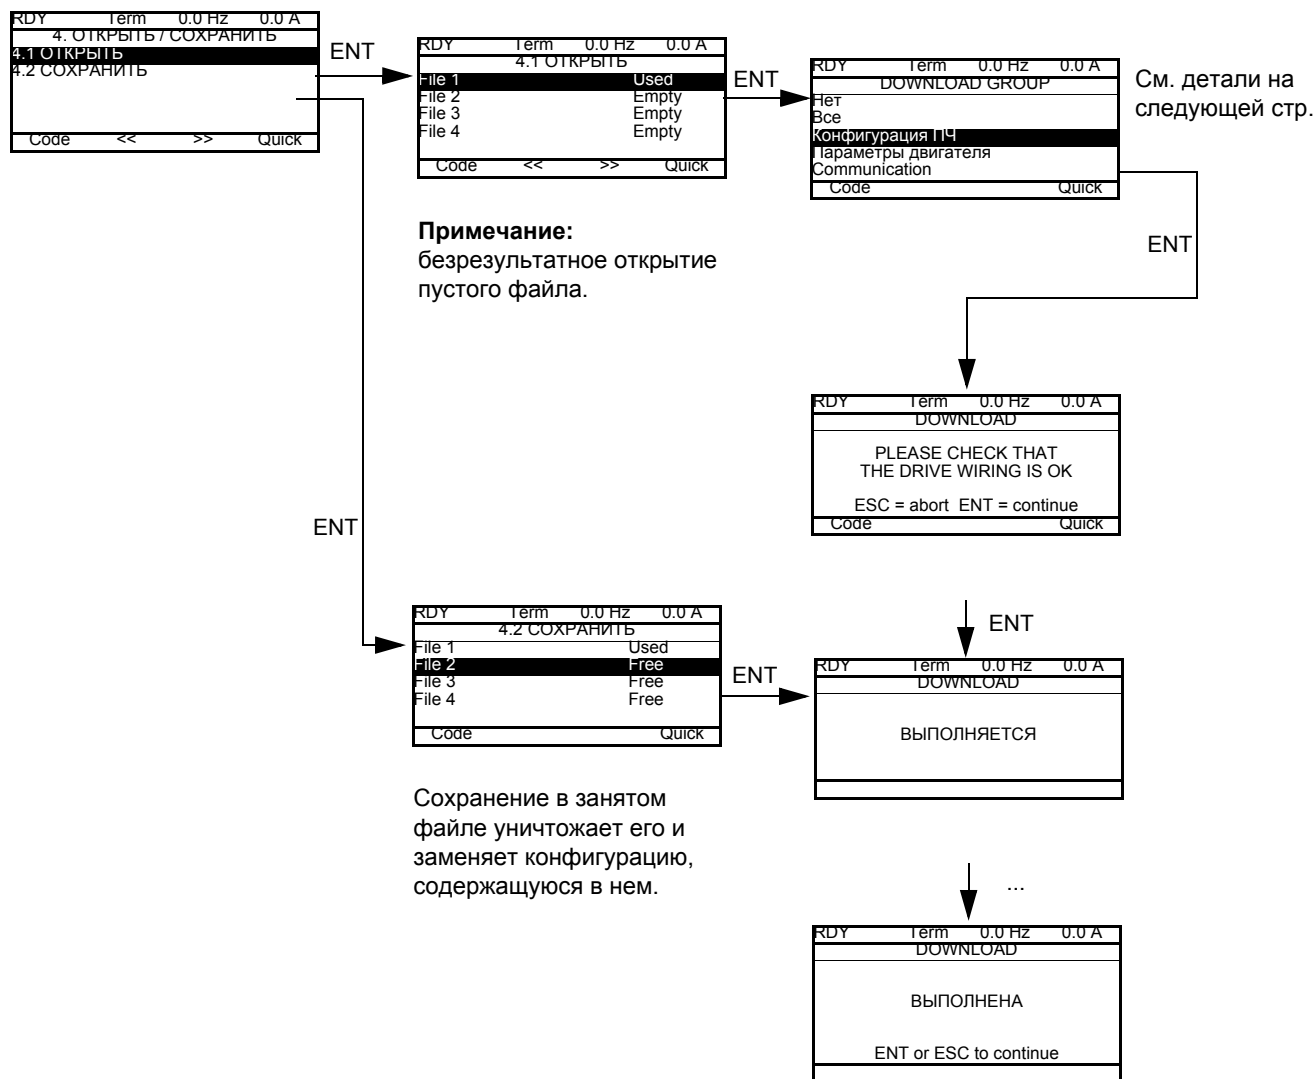 RDY Term 0.0 Hz 0.0 A
4. ОТКРЫТЬ / СОХРАНИТЬ
4.1 ОТКРЫТЬ
4.2 СОХРАНИТЬ
Code << >> Quick
ENT
RDY Term 0.0 Hz 0.0 A
4.1 ОТКРЫТЬ
File 1 Used
File 2 Empty
File 3 Empty
File 4 Empty
Code << >> Quick
ENT
RDY Term 0.0 Hz 0.0 A
DOWNLOAD GROUP
Нет
Все
Конфигурация ПЧ
Параметры двигателя
Communication
Code Quick
См. детали на
следующей стр.
Примечание:
безрезультатное открытие
пустого файла.
ENT
RDY Term 0.0 Hz 0.0 A
DOWNLOAD
PLEASE CHECK THAT
THE DRIVE WIRING IS OK
ESC = abort ENT = continue
Code Quick
ENT
ENT
RDY Term 0.0 Hz 0.0 A
4.2 СОХРАНИТЬ
File 1 Used
File 2 Free
File 3 Free
File 4 Free
Code Quick
ENT
RDY Term 0.0 Hz 0.0 A
DOWNLOAD
ВЫПОЛНЯЕТСЯ
Сохранение в занятом
файле уничтожает его и
заменяет конфигурацию,
содержащуюся в нем.
...
RDY Term 0.0 Hz 0.0 A
DOWNLOAD
ВЫПОЛНЕНА
ENT or ESC to continue